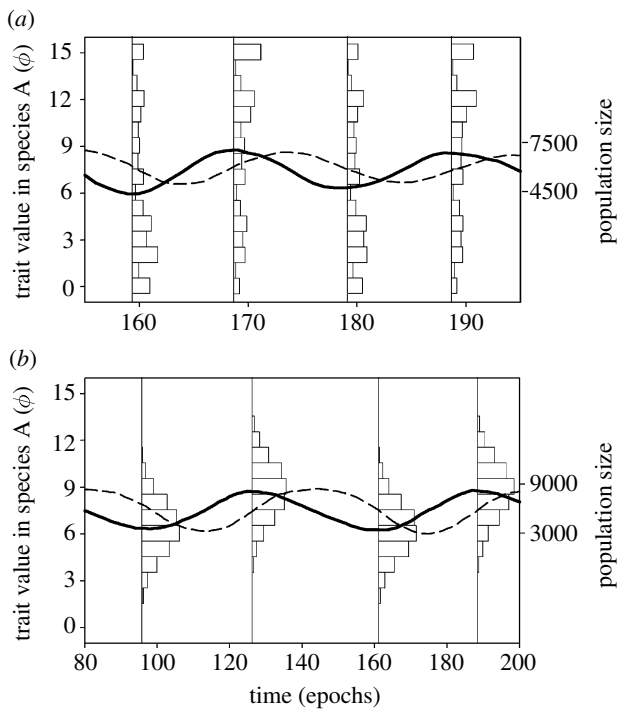 (a)
trait value in species A (ϕ)
15
12
9
6
3
0
7500
4500
population size
160 170 180 190
(b)
trait value in species A (ϕ)
15
12
9
6
3
0
9000
3000
population size
80 100 120 140 160 180 200
time (epochs)